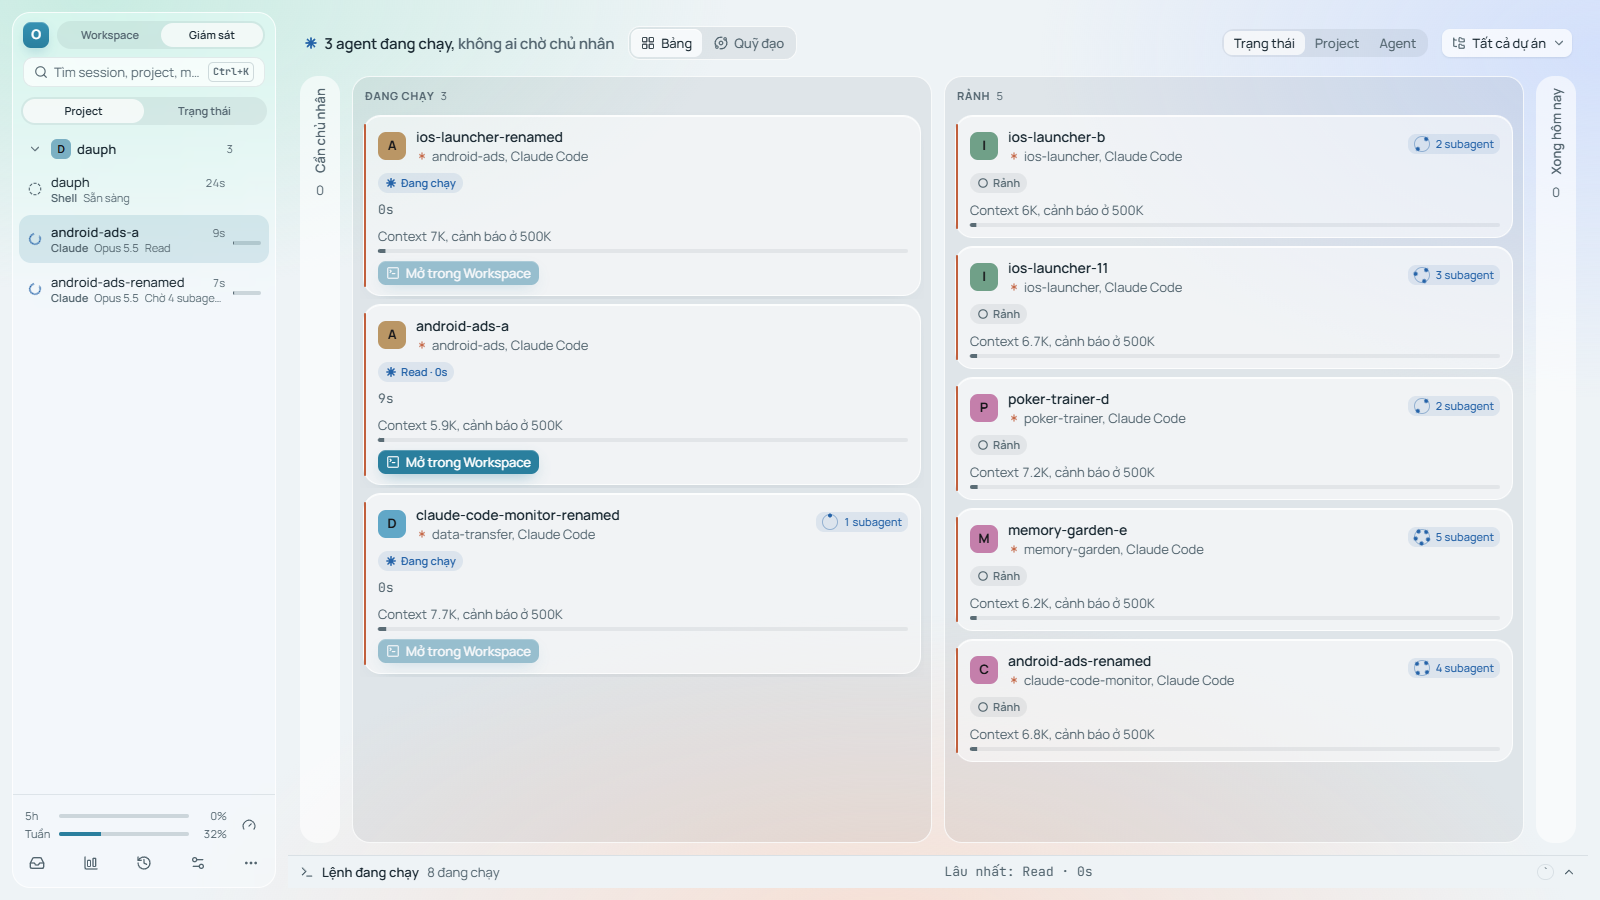 O
Workspace
Giám sát
Tìm session, project, m...
Ctrl+K
Project
Trạng thái
D
dauph
3
dauph
24s
Shell Sẵn sàng
android-ads-a
9s
Claude Opus 5.5 Read
android-ads-renamed
7s
Claude Opus 5.5 Chờ 4 subage...
5h
0%
Tuần
32%
3 agent đang chạy, không ai chờ chủ nhân
Bảng
Quỹ đạo
Trạng thái
Project
Agent
Tất cả dự án
Cần chủ nhân
0
ĐANG CHẠY 3
A
ios-launcher-renamed
android-ads, Claude Code
Đang chạy
0s
Context 7K, cảnh báo ở 500K
Mở trong Workspace
A
android-ads-a
android-ads, Claude Code
Read · 0s
9s
Context 5.9K, cảnh báo ở 500K
Mở trong Workspace
D
claude-code-monitor-renamed
data-transfer, Claude Code
1 subagent
Đang chạy
0s
Context 7.7K, cảnh báo ở 500K
Mở trong Workspace
RẢNH 5
I
ios-launcher-b
ios-launcher, Claude Code
2 subagent
Rảnh
Context 6K, cảnh báo ở 500K
I
ios-launcher-11
ios-launcher, Claude Code
3 subagent
Rảnh
Context 6.7K, cảnh báo ở 500K
P
poker-trainer-d
poker-trainer, Claude Code
2 subagent
Rảnh
Context 7.2K, cảnh báo ở 500K
M
memory-garden-e
memory-garden, Claude Code
5 subagent
Rảnh
Context 6.2K, cảnh báo ở 500K
C
android-ads-renamed
claude-code-monitor, Claude Code
4 subagent
Rảnh
Context 6.8K, cảnh báo ở 500K
Xong hôm nay
0
Lệnh đang chạy 8 đang chạy
Lâu nhất: Read · 0s